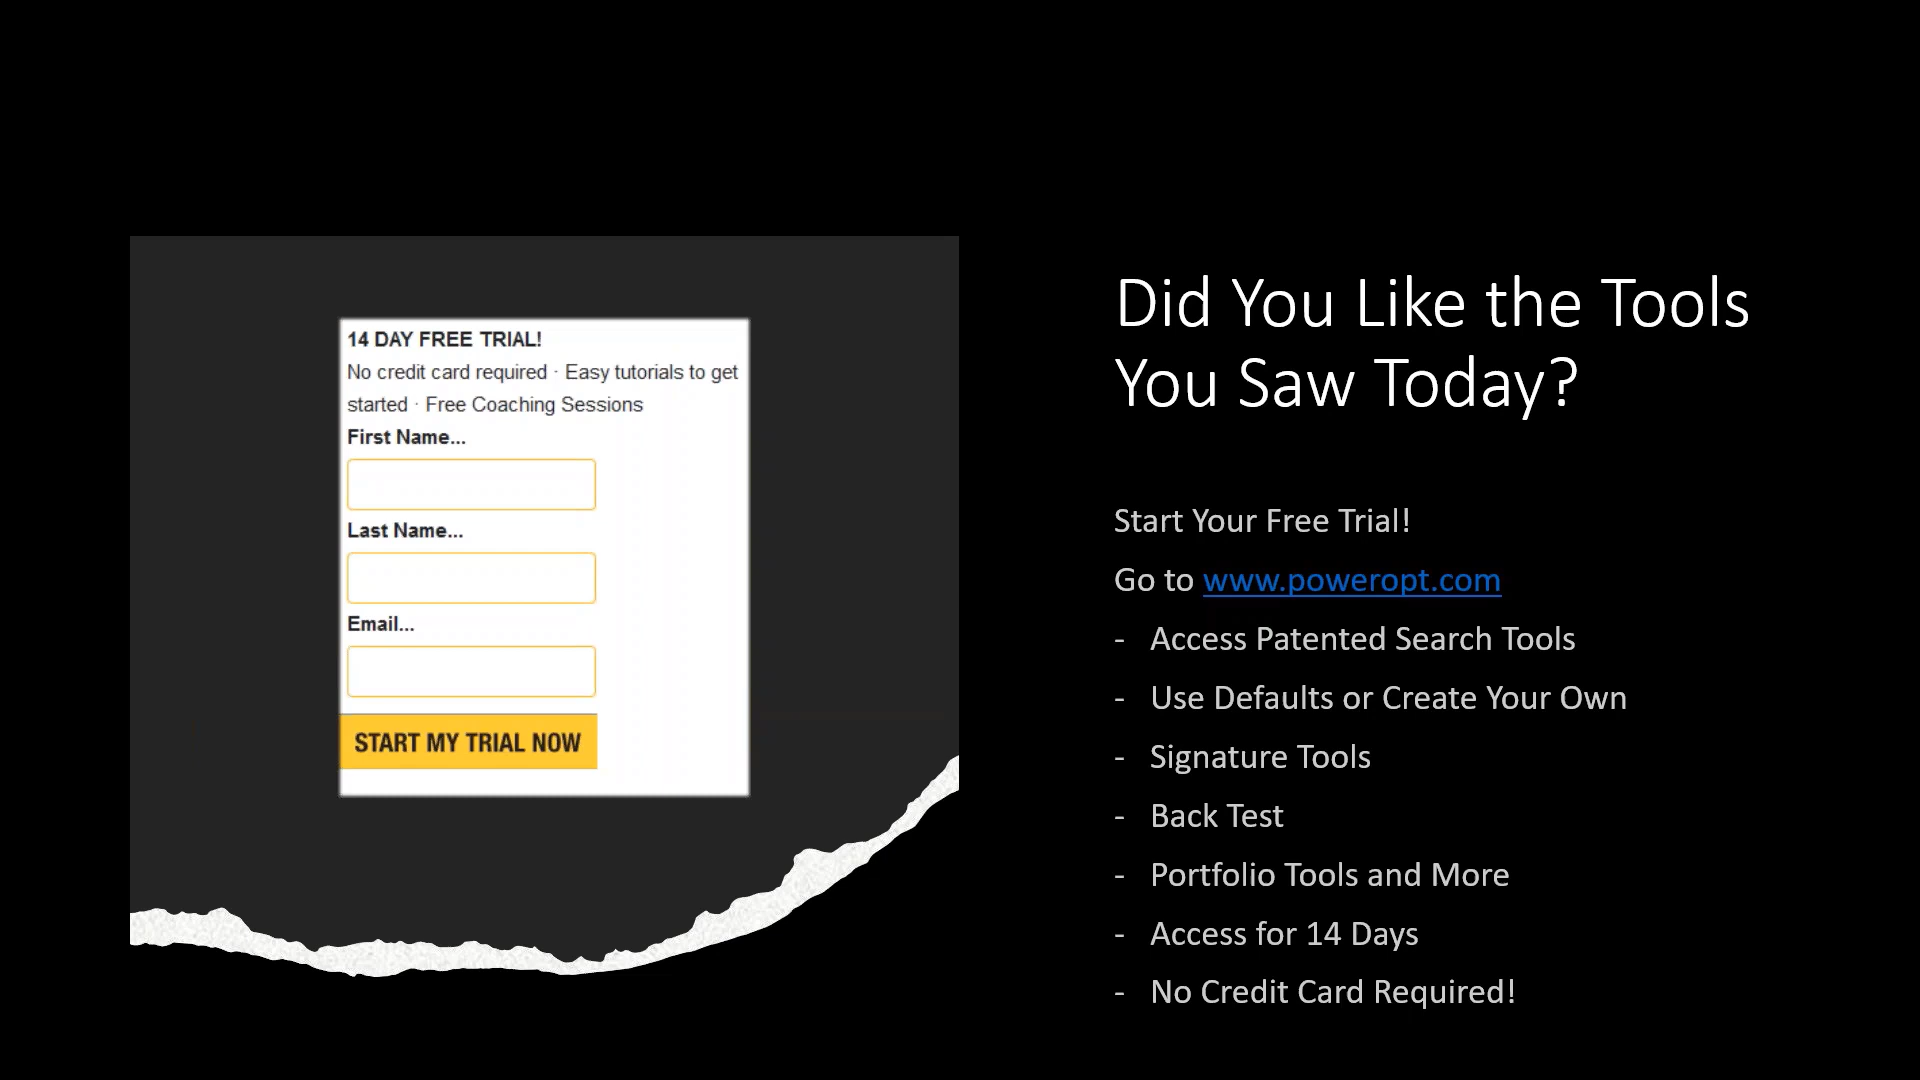 14 DAY FREE TRIAL!
No credit card required · Easy tutorials to get
started · Free Coaching Sessions
First Name...
Last Name...
Email...
START MY TRIAL NOW
Did You Like the Tools
You Saw Today?
Start Your Free Trial!
Go to www.poweropt.com
- Access Patented Search Tools
- Use Defaults or Create Your Own
- Signature Tools
- Back Test
- Portfolio Tools and More
- Access for 14 Days
- No Credit Card Required!